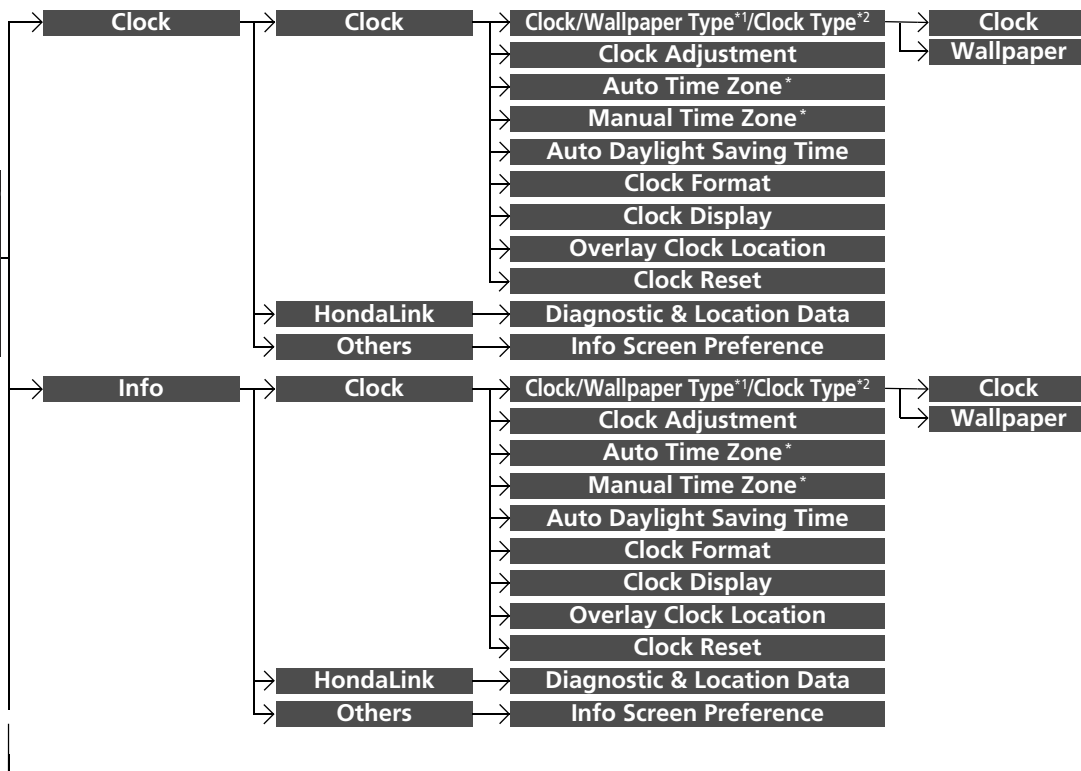 Clock Clock Clock/Wallpaper Type*1/Clock Type*2 Clock
Clock Adjustment Wallpaper
Auto Time Zone*
Manual Time Zone*
Auto Daylight Saving Time
Clock Format
Clock Display
Overlay Clock Location
Clock Reset
HondaLink Diagnostic & Location Data
Others Info Screen Preference
Info Clock Clock/Wallpaper Type*1/Clock Type*2 Clock
Clock Adjustment Wallpaper
Auto Time Zone*
Manual Time Zone*
Auto Daylight Saving Time
Clock Format
Clock Display
Overlay Clock Location
Clock Reset
HondaLink Diagnostic & Location Data
Others Info Screen Preference